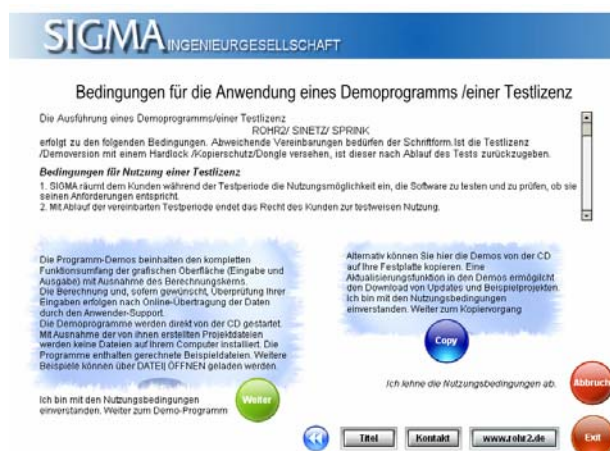 SIGMA INGENIEURGESELLSCHAFT
Bedingungen für die Anwendung eines Demoprogramms /einer Testlizenz
Die Ausführung eines Demoprogramms/einer Testlizenz
ROHR2/ SINETZ/ SPRINK
erfolgt zu den folgenden Bedingungen. Abweichende Vereinbarungen bedürfen der Schriftform.Ist die Testlizenz
/Demoversion mit einem Hardlock /Kopierschutz/Dongle versehen, ist dieser nach Ablauf des Tests zurückzugeben.
Bedingungen für Nutzung einer Testlizenz
1. SIGMA räumt dem Kunden während der Testperiode die Nutzungsmöglichkeit ein, die Software zu testen und zu prüfen, ob sie
seinen Anforderungen entspricht.
2. Mit Ablauf der vereinbarten Testperiode endet das Recht des Kunden zur testweisen Nutzung.
Die Programm-Demos beinhalten den kompletten
Funktionsumfang der grafischen Oberfläche (Eingabe und
Ausgabe) mit Ausnahme des Berechnungskerns.
Die Berechnung und, sofern gewünscht, Überprüfung Ihrer
Eingaben erfolgen nach Online-Übertragung der Daten
durch den Anwender-Support.
Die Demoprogramme werden direkt von der CD gestartet.
Mit Ausnahme der von ihnen erstellten Projektdateien
werden keine Dateien auf Ihrem Computer installiert. Die
Programme enthalten gerechnete Beispieldateien. Weitere
Beispiele können über DATEI| ÖFFNEN geladen werden.
Ich bin mit den Nutzungsbedingungen
einverstanden. Weiter zum Demo-Programm
Weiter
Alternativ können Sie hier die Demos von der CD
auf Ihre Festplatte kopieren. Eine
Aktualisierungsfunktion in den Demos ermöglicht
den Download von Updates und Beispielprojekten.
Ich bin mit den Nutzungsbedingungen
einverstanden. Weiter zum Kopiervorgang
Copy
Ich lehne die Nutzungsbedingungen ab.
Abbruch
Titel
Kontakt
www.rohr2.de
Exit